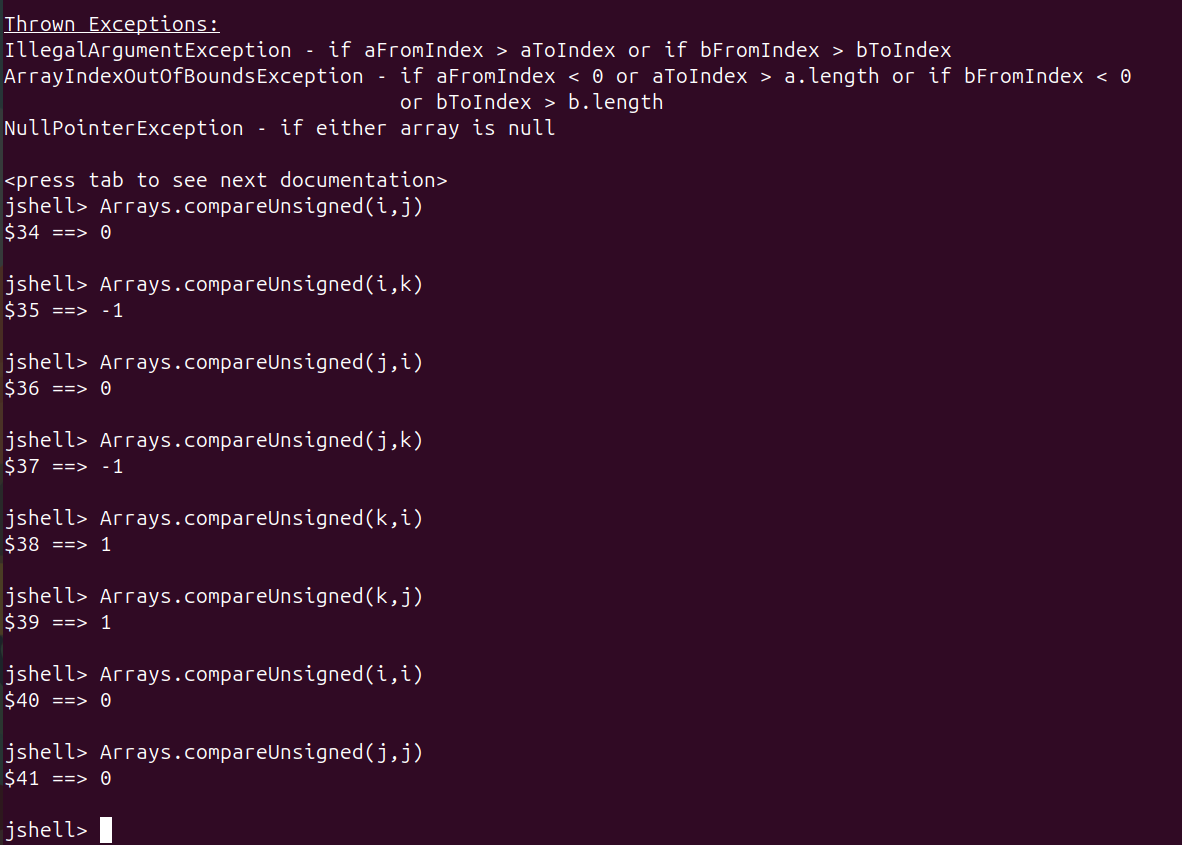 Thrown Exceptions:
IllegalArgumentException - if aFromIndex > aToIndex or if bFromIndex > bToIndex
ArrayIndexOutOfBoundsException - if aFromIndex < 0 or aToIndex > a.length or if bFromIndex < 0
or bToIndex > b.length
NullPointerException - if either array is null
<press tab to see next documentation>
jshell> Arrays.compareUnsigned(i,j)
$34 ==> 0
jshell> Arrays.compareUnsigned(i,k)
$35 ==> -1
jshell> Arrays.compareUnsigned(j,i)
$36 ==> 0
jshell> Arrays.compareUnsigned(j,k)
$37 ==> -1
jshell> Arrays.compareUnsigned(k,i)
$38 ==> 1
jshell> Arrays.compareUnsigned(k,j)
$39 ==> 1
jshell> Arrays.compareUnsigned(i,i)
$40 ==> 0
jshell> Arrays.compareUnsigned(j,j)
$41 ==> 0
jshell>